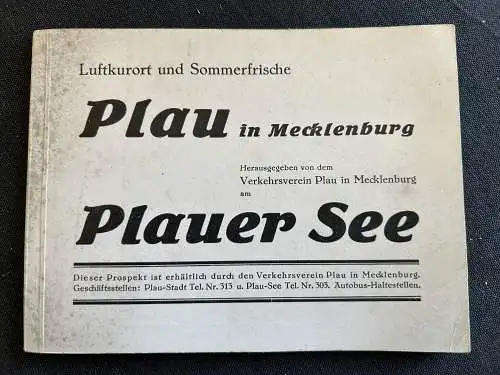 Luftkurort und Sommerfrische
Plau in Mecklenburg
Herausgegeben von dem
Verkehrsverein Plau in Mecklenburg
am
Plauer See
Dieser Prospekt ist erhältlich durch den Verkehrsverein Plau in Mecklenburg.
Geschäftsstellen: Plau-Stadt Tel. Nr. 313 u. Plau-See Tel. Nr. 303. Autobus-Haltestellen.